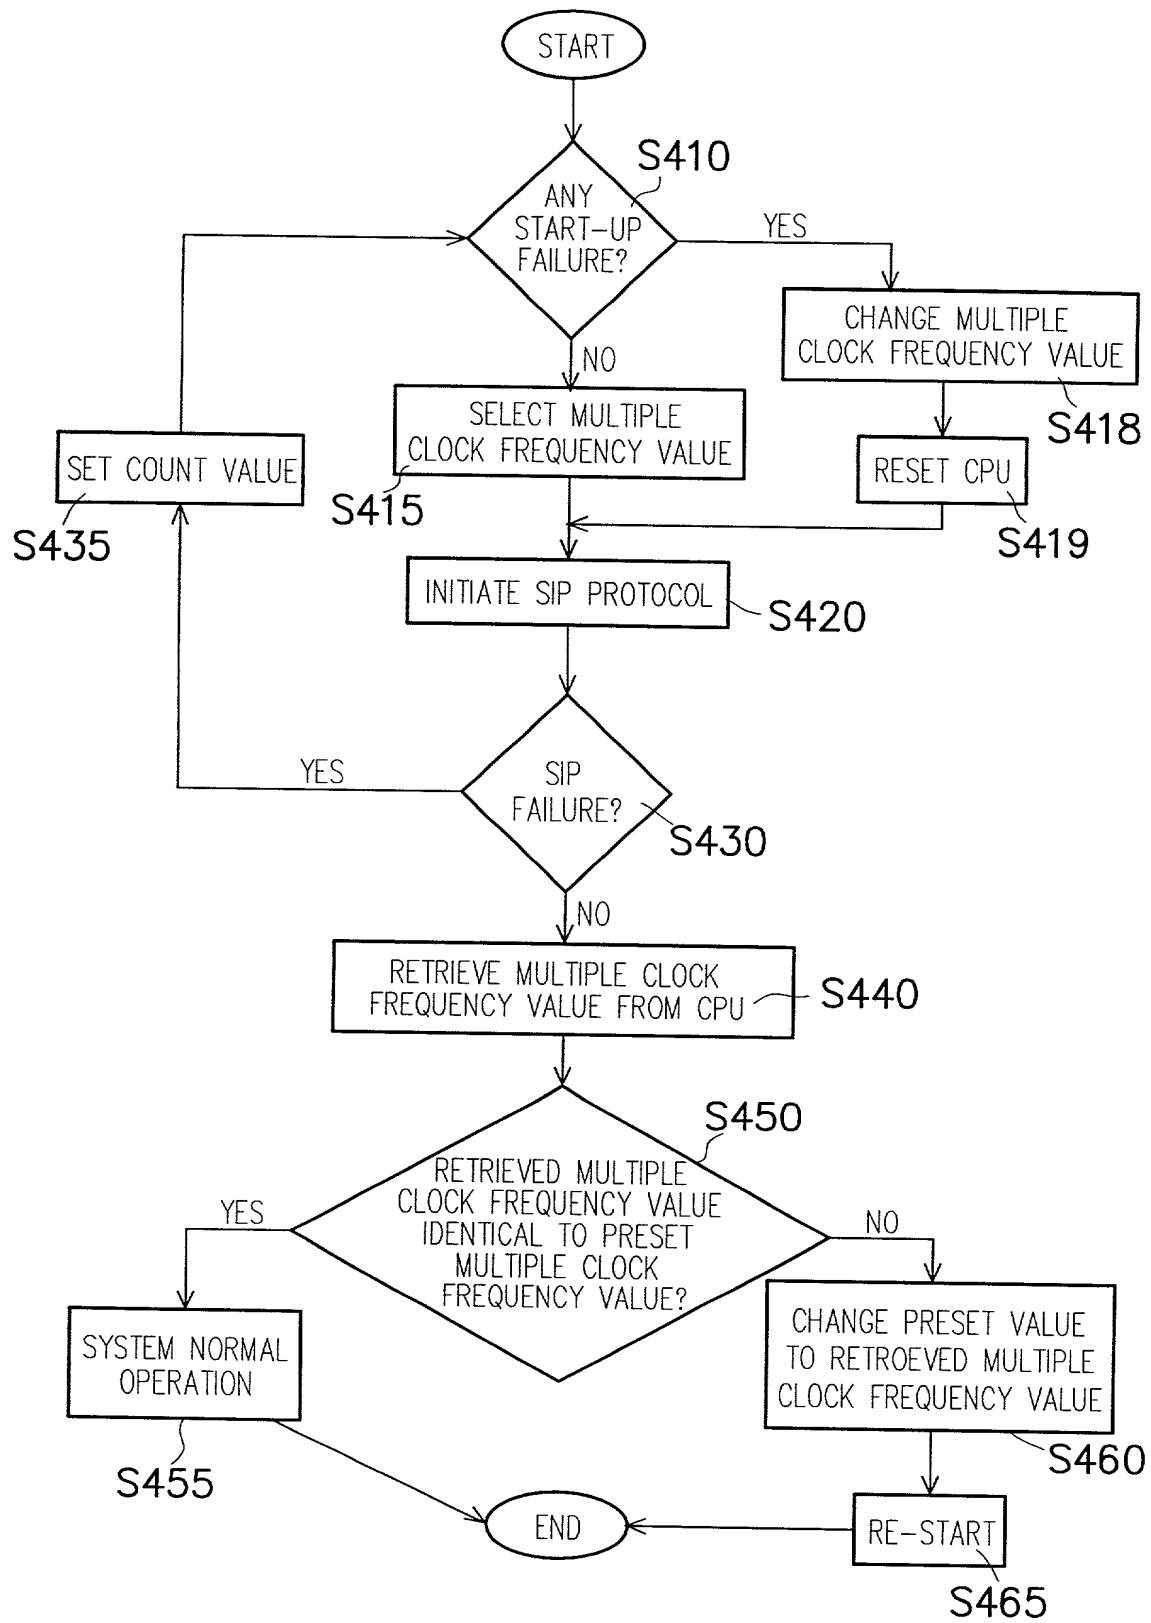 START
S410
ANY
START-UP
FAILURE?
YES
NO
CHANGE MULTIPLE
CLOCK FREQUENCY VALUE
S418
SELECT MULTIPLE
CLOCK FREQUENCY VALUE
S415
SET COUNT VALUE
S435
RESET CPU
S419
INITIATE SIP PROTOCOL
S420
YES
SIP
FAILURE?
S430
NO
RETRIEVE MULTIPLE CLOCK
FREQUENCY VALUE FROM CPU
S440
S450
RETRIEVED MULTIPLE
CLOCK FREQUENCY VALUE
IDENTICAL TO PRESET
MULTIPLE CLOCK
FREQUENCY VALUE?
YES
NO
SYSTEM NORMAL
OPERATION
S455
CHANGE PRESET VALUE
TO RETROEVED MULTIPLE
CLOCK FREQUENCY VALUE
S460
END
RE-START
S465